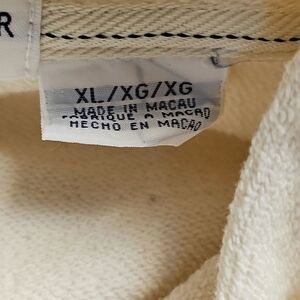 R
XL/XG/XG
MADE IN MACAU
FABRIQUE A MACAO
HECHO EN MACAO